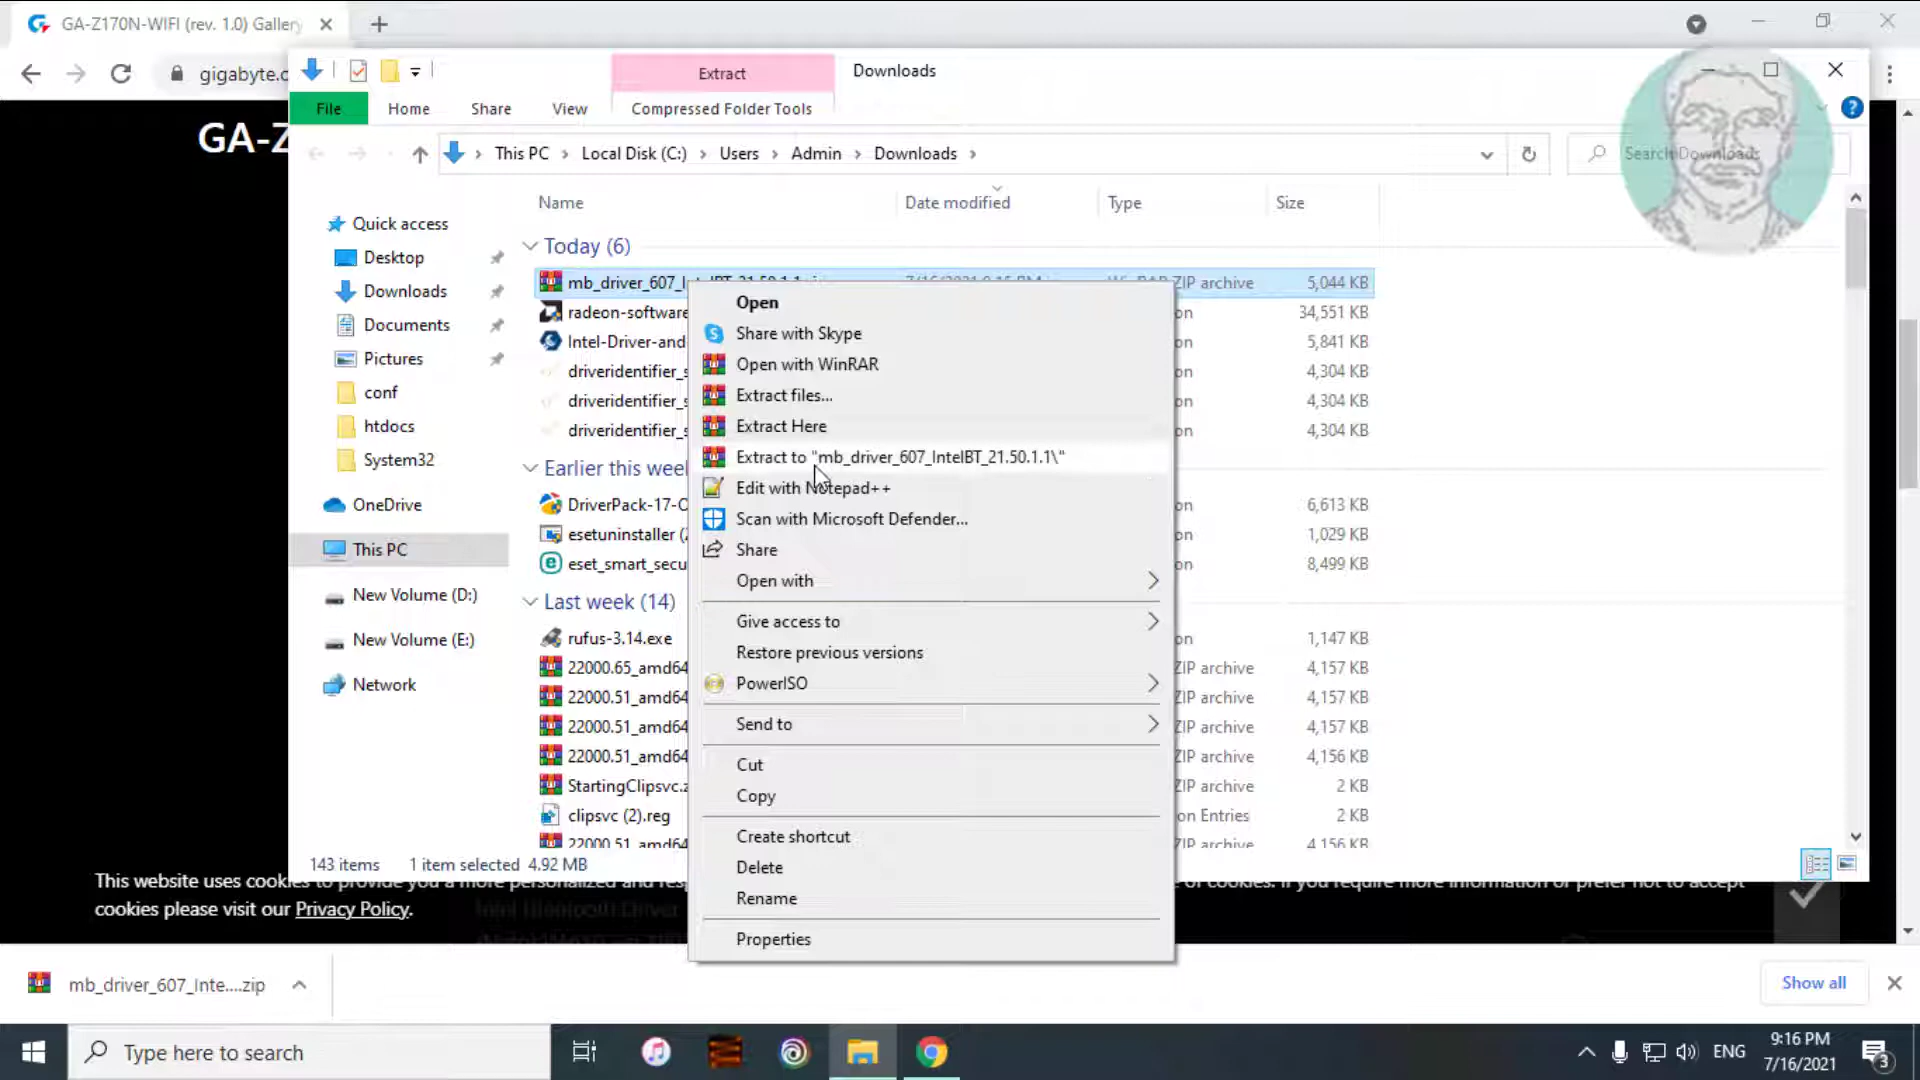 GA-Z170N-WIFI (rev. 1.0) Gallery
gigabyte.c
GA-Z
Extract
Downloads
File
Home
Share
View
Compressed Folder Tools
This PC
Local Disk (C:)
Users
Admin
Downloads
Search Downloads
Name
Date modified
Type
Size
Quick access
Desktop
Downloads
Documents
Pictures
conf
htdocs
System32
OneDrive
This PC
New Volume (D:)
New Volume (E:)
Network
Today (6)
mb_driver_607_IntelBT_21.50.1.1.zip 7/16/2021 9:15 PM WinRAR ZIP archive 5,044 KB
radeon-software on 34,551 KB
Intel-Driver-and on 5,841 KB
driveridentifier_s on 4,304 KB
driveridentifier_s on 4,304 KB
driveridentifier_s on 4,304 KB
Earlier this week
DriverPack-17-O on 6,613 KB
esetuninstaller (2 on 1,029 KB
eset_smart_secu on 8,499 KB
Last week (14)
rufus-3.14.exe on 1,147 KB
22000.65_amd64 ZIP archive 4,157 KB
22000.51_amd64 ZIP archive 4,157 KB
22000.51_amd64 ZIP archive 4,157 KB
22000.51_amd64 ZIP archive 4,156 KB
StartingClipsvc.z ZIP archive 2 KB
clipsvc (2).reg on Entries 2 KB
22000.51_amd64 ZIP archive 4,156 KB
Open
Share with Skype
Open with WinRAR
Extract files...
Extract Here
Extract to "mb_driver_607_IntelBT_21.50.1.1\"
Edit with Notepad++
Scan with Microsoft Defender...
Share
Open with
Give access to
Restore previous versions
PowerISO
Send to
Cut
Copy
Create shortcut
Delete
Rename
Properties
143 items 1 item selected 4.92 MB
This website uses cookies to provide you a more personalized and res of cookies. If you require more information or prefer not to accept
cookies please visit our Privacy Policy.
Intel Bluetooth Driver
mb_driver_607_Inte....zip
Show all
Type here to search
ENG
9:16 PM
7/16/2021
3